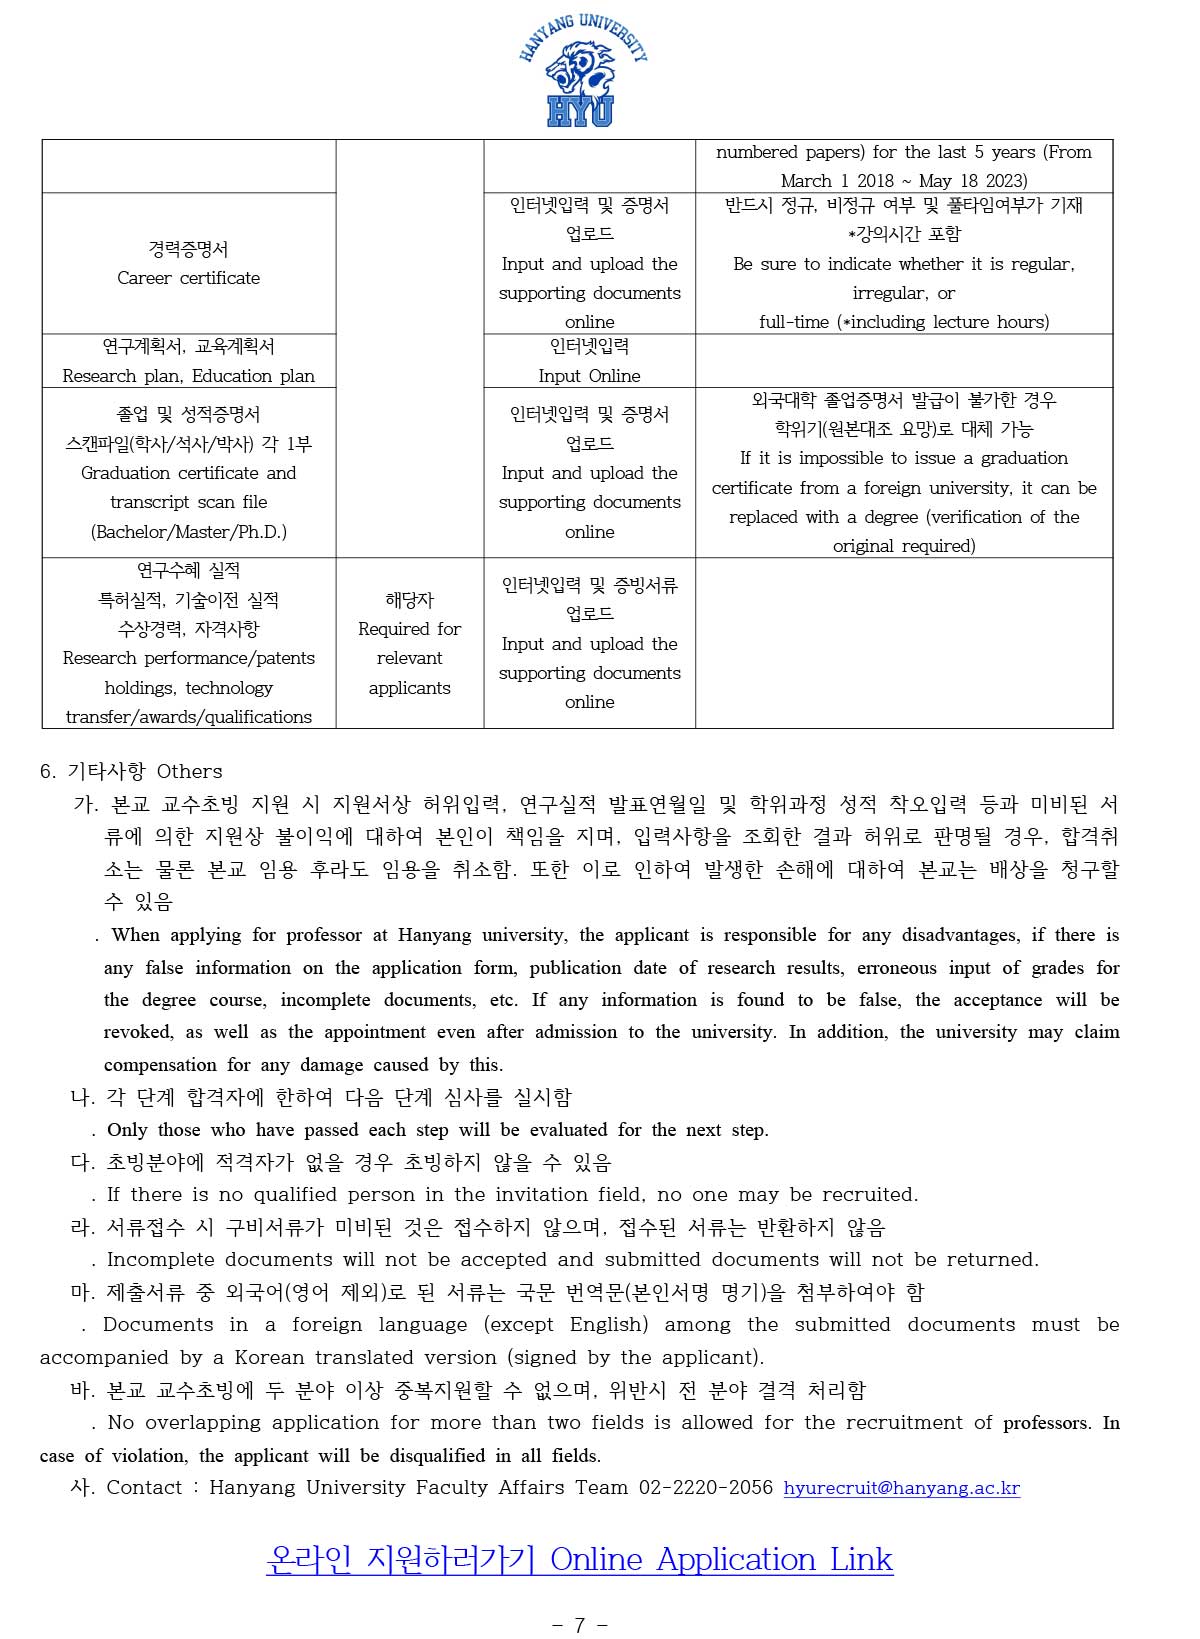 HANYANG UNIVERSITY
HYU
numbered papers) for the last 5 years (From
March 1 2018 ~ May 18 2023)
경력증명서
Career certificate
인터넷입력 및 증명서
업로드
Input and upload the
supporting documents
online
반드시 정규, 비정규 여부 및 풀타임여부가 기재
*강의시간 포함
Be sure to indicate whether it is regular,
irregular, or
full-time (*including lecture hours)
연구계획서, 교육계획서
Research plan, Education plan
인터넷입력
Input Online
졸업 및 성적증명서
스캔파일(학사/석사/박사) 각 1부
Graduation certificate and
transcript scan file
(Bachelor/Master/Ph.D.)
인터넷입력 및 증명서
업로드
Input and upload the
supporting documents
online
외국대학 졸업증명서 발급이 불가한 경우
학위기(원본대조 요망)로 대체 가능
If it is impossible to issue a graduation
certificate from a foreign university, it can be
replaced with a degree (verification of the
original required)
연구수혜 실적
특허실적, 기술이전 실적
수상경력, 자격사항
Research performance/patents
holdings, technology
transfer/awards/qualifications
해당자
Required for
relevant
applicants
인터넷입력 및 증빙서류
업로드
Input and upload the
supporting documents
online
6. 기타사항 Others
가. 본교 교수초빙 지원 시 지원서상 허위입력, 연구실적 발표연월일 및 학위과정 성적 착오입력 등과 미비된 서
류에 의한 지원상 불이익에 대하여 본인이 책임을 지며, 입력사항을 조회한 결과 허위로 판명될 경우, 합격취
소는 물론 본교 임용 후라도 임용을 취소함. 또한 이로 인하여 발생한 손해에 대하여 본교는 배상을 청구할
수 있음
. When applying for professor at Hanyang university, the applicant is responsible for any disadvantages, if there is
any false information on the application form, publication date of research results, erroneous input of grades for
the degree course, incomplete documents, etc. If any information is found to be false, the acceptance will be
revoked, as well as the appointment even after admission to the university. In addition, the university may claim
compensation for any damage caused by this.
나. 각 단계 합격자에 한하여 다음 단계 심사를 실시함
. Only those who have passed each step will be evaluated for the next step.
다. 초빙분야에 적격자가 없을 경우 초빙하지 않을 수 있음
. If there is no qualified person in the invitation field, no one may be recruited.
라. 서류접수 시 구비서류가 미비된 것은 접수하지 않으며, 접수된 서류는 반환하지 않음
. Incomplete documents will not be accepted and submitted documents will not be returned.
마. 제출서류 중 외국어(영어 제외)로 된 서류는 국문 번역문(본인서명 명기)을 첨부하여야 함
. Documents in a foreign language (except English) among the submitted documents must be
accompanied by a Korean translated version (signed by the applicant).
바. 본교 교수초빙에 두 분야 이상 중복지원할 수 없으며, 위반시 전 분야 결격 처리함
. No overlapping application for more than two fields is allowed for the recruitment of professors. In
case of violation, the applicant will be disqualified in all fields.
사. Contact : Hanyang University Faculty Affairs Team 02-2220-2056 hyurecruit@hanyang.ac.kr
온라인 지원하러가기 Online Application Link
- 7 -